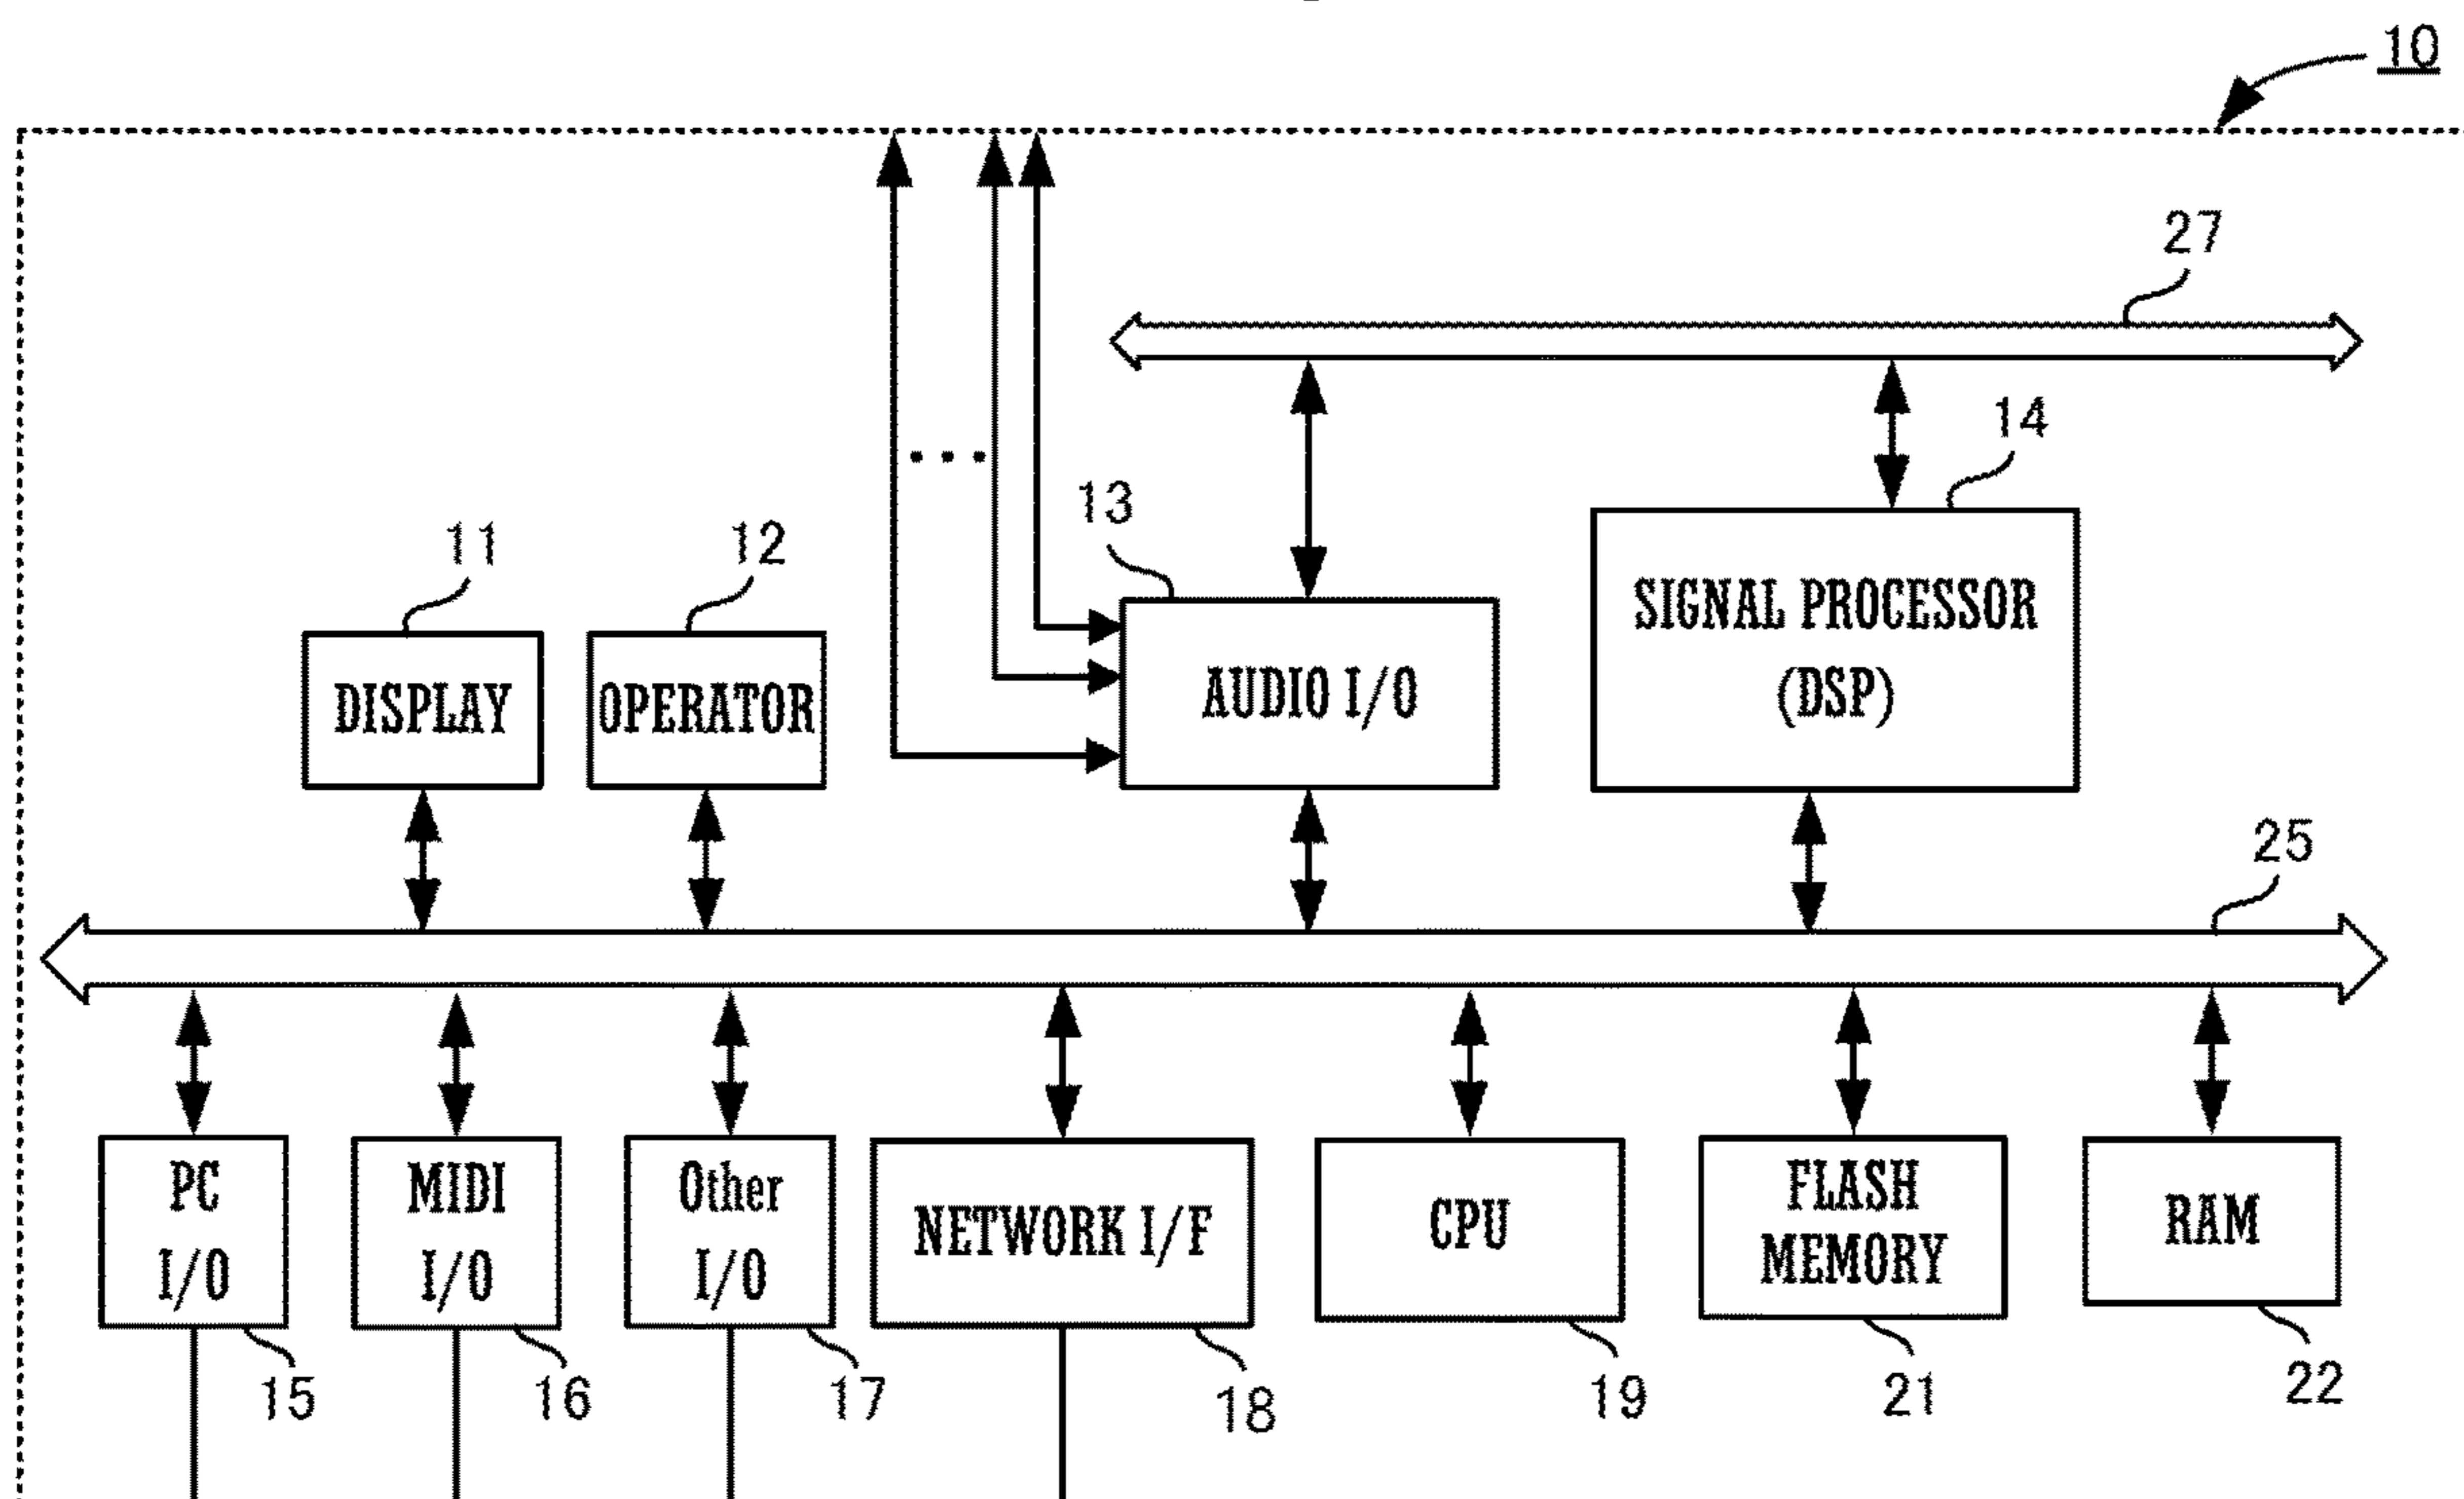 10
27
14
13
11
12
SIGNAL PROCESSOR
(DSP)
AUDIO I/O
DISPLAY
OPERATOR
25
PC
I/O
MIDI
I/O
Other
I/O
NETWORK I/F
CPU
FLASH
MEMORY
RAM
15
16
17
18
19
21
22